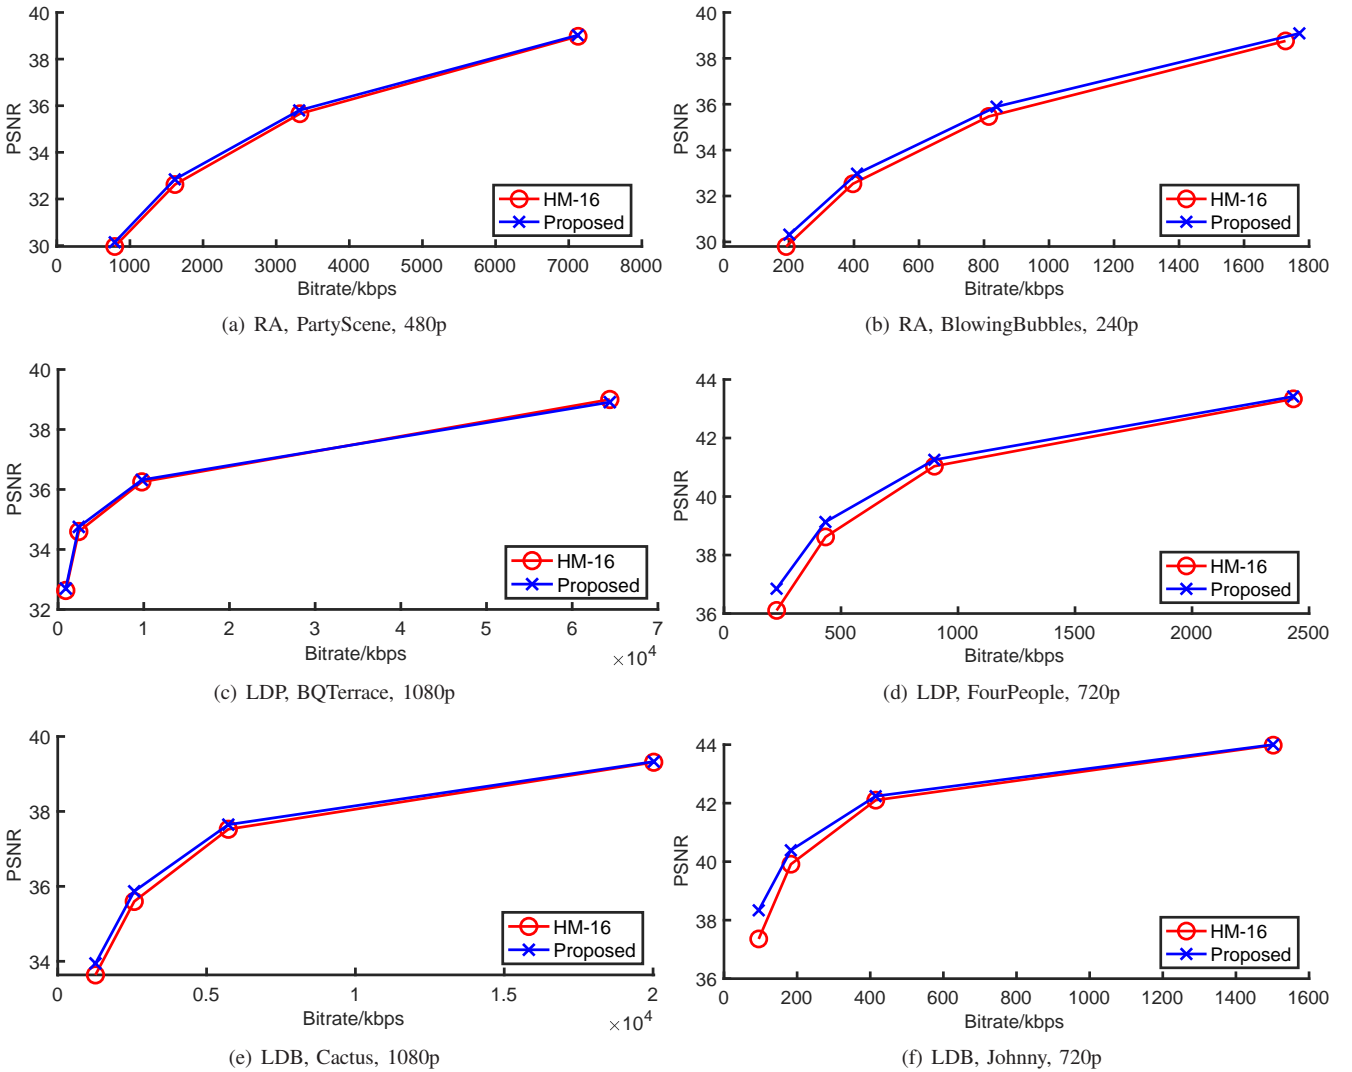 40
38
36
34
32
30
PSNR
0 1000 2000 3000 4000 5000 6000 7000 8000
Bitrate/kbps
HM-16
Proposed
(a) RA, PartyScene, 480p
40
38
36
34
32
30
PSNR
0 200 400 600 800 1000 1200 1400 1600 1800
Bitrate/kbps
HM-16
Proposed
(b) RA, BlowingBubbles, 240p
40
38
36
34
32
PSNR
0 1 2 3 4 5 6 7
Bitrate/kbps
×10^4
HM-16
Proposed
(c) LDP, BQTerrace, 1080p
44
42
40
38
36
PSNR
0 500 1000 1500 2000 2500
Bitrate/kbps
HM-16
Proposed
(d) LDP, FourPeople, 720p
40
38
36
34
PSNR
0 0.5 1 1.5 2
Bitrate/kbps
×10^4
HM-16
Proposed
(e) LDB, Cactus, 1080p
44
42
40
38
36
PSNR
0 200 400 600 800 1000 1200 1400 1600
Bitrate/kbps
HM-16
Proposed
(f) LDB, Johnny, 720p